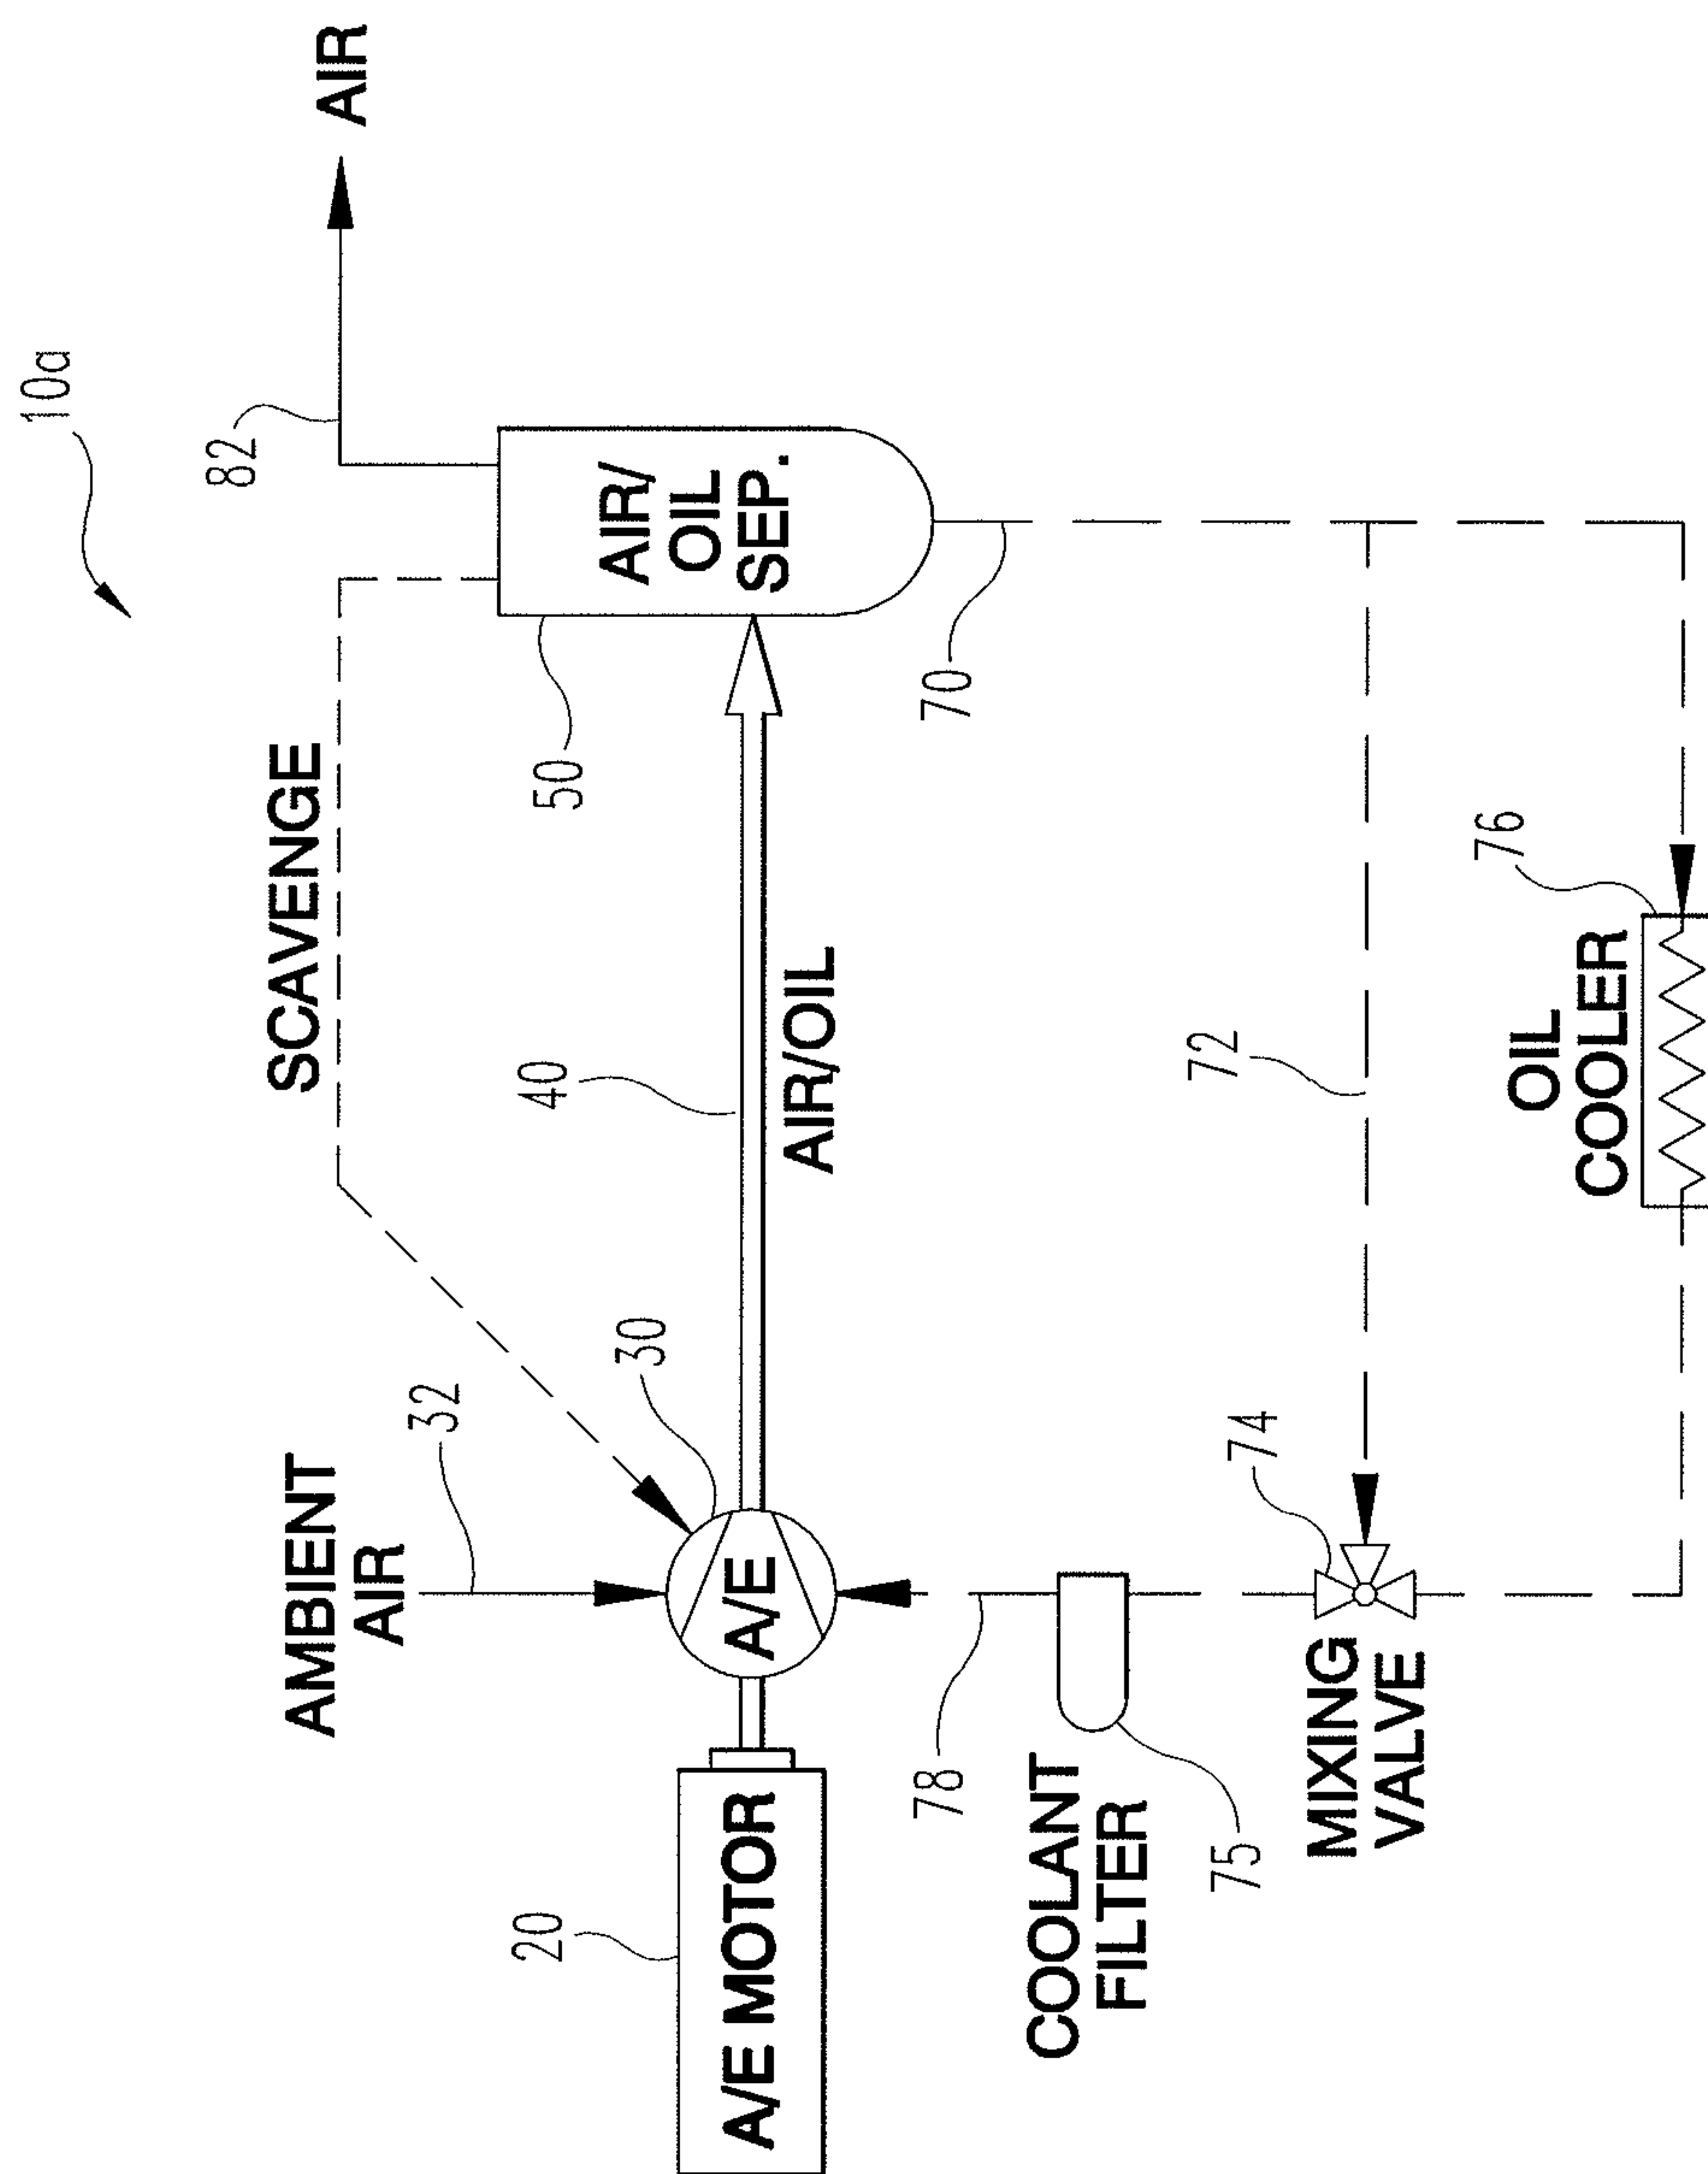 10a
82
AIR
SCAVENGE
AIR/
OIL
SEP.
50
AMBIENT
AIR
32
30
40
AIR/OIL
70
20
A/E MOTOR
A/E
78
COOLANT
FILTER
75
74
MIXING
VALVE
72
76
OIL
COOLER